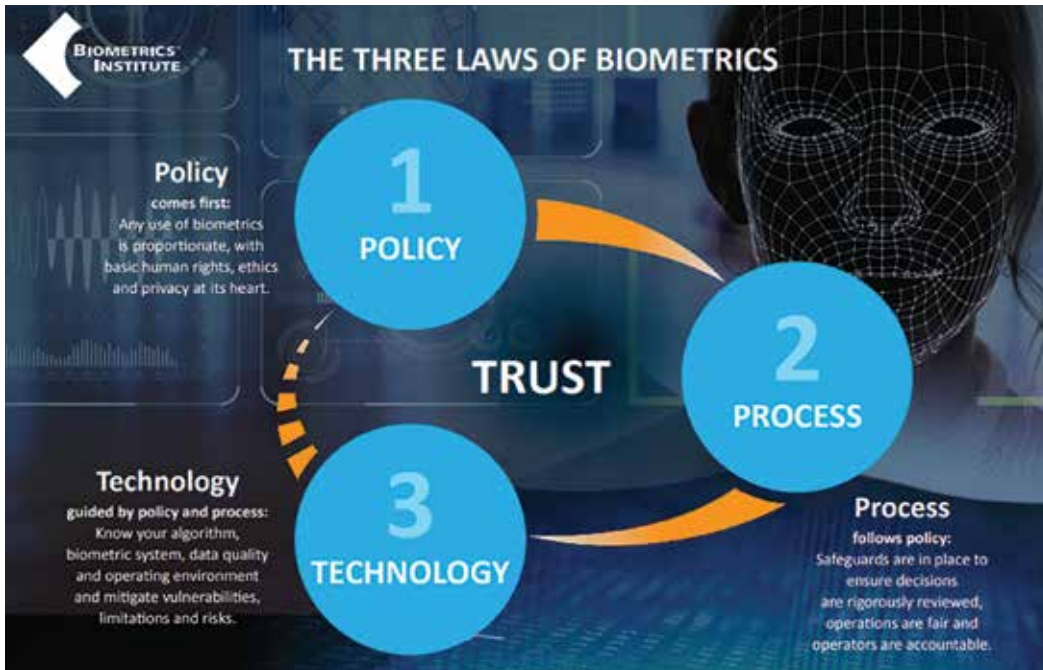 BIOMETRICS
INSTITUTE
THE THREE LAWS OF BIOMETRICS
1
POLICY
Policy
comes first:
Any use of biometrics
is proportionate, with
basic human rights, ethics
and privacy at its heart.
2
PROCESS
TRUST
Process
follows policy:
Safeguards are in place to
ensure decisions
are rigorously reviewed,
operations are fair and
operators are accountable.
3
TECHNOLOGY
Technology
guided by policy and process:
Know your algorithm,
biometric system, data quality
and operating environment
and mitigate vulnerabilities,
limitations and risks.